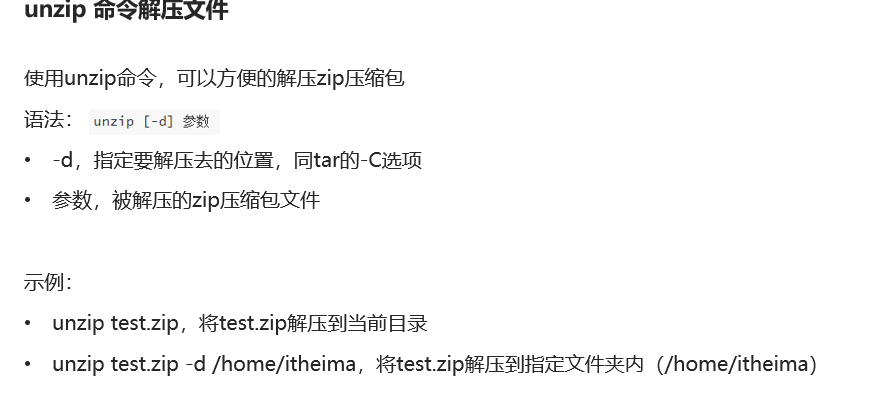 unzip 命令解压文件
使用unzip命令，可以方便的解压zip压缩包
语法： unzip [-d] 参数
• -d，指定要解压去的位置，同tar的-C选项
• 参数，被解压的zip压缩包文件
示例：
• unzip test.zip，将test.zip解压到当前目录
• unzip test.zip -d /home/itheima，将test.zip解压到指定文件夹内（/home/itheima）